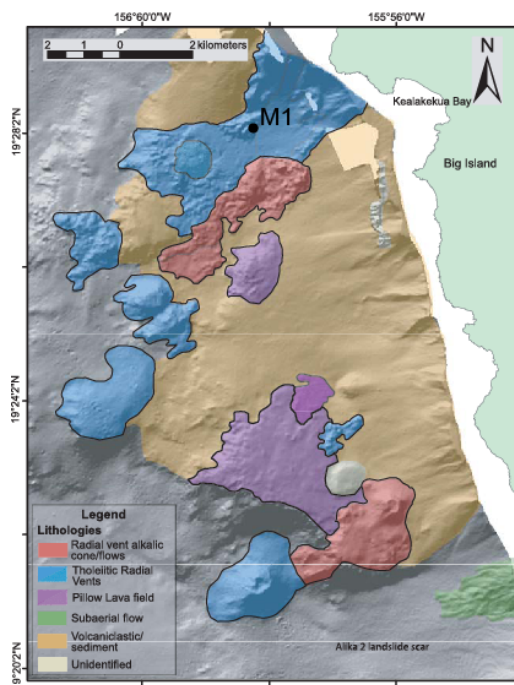 156°6'0"W
155°56'0"W
2 1 0 2 kilometers
N
Kealakekua Bay
M1
Big Island
19°28'2"N
19°24'2"N
19°20'2"N
Legend
Lithologies
Radial vent alkalic
cone/flows
Tholeiitic Radial
Vents
Pillow Lava field
Subaerial flow
Volcaniclastic/
sediment
Unidentified
Alika 2 landslide scar